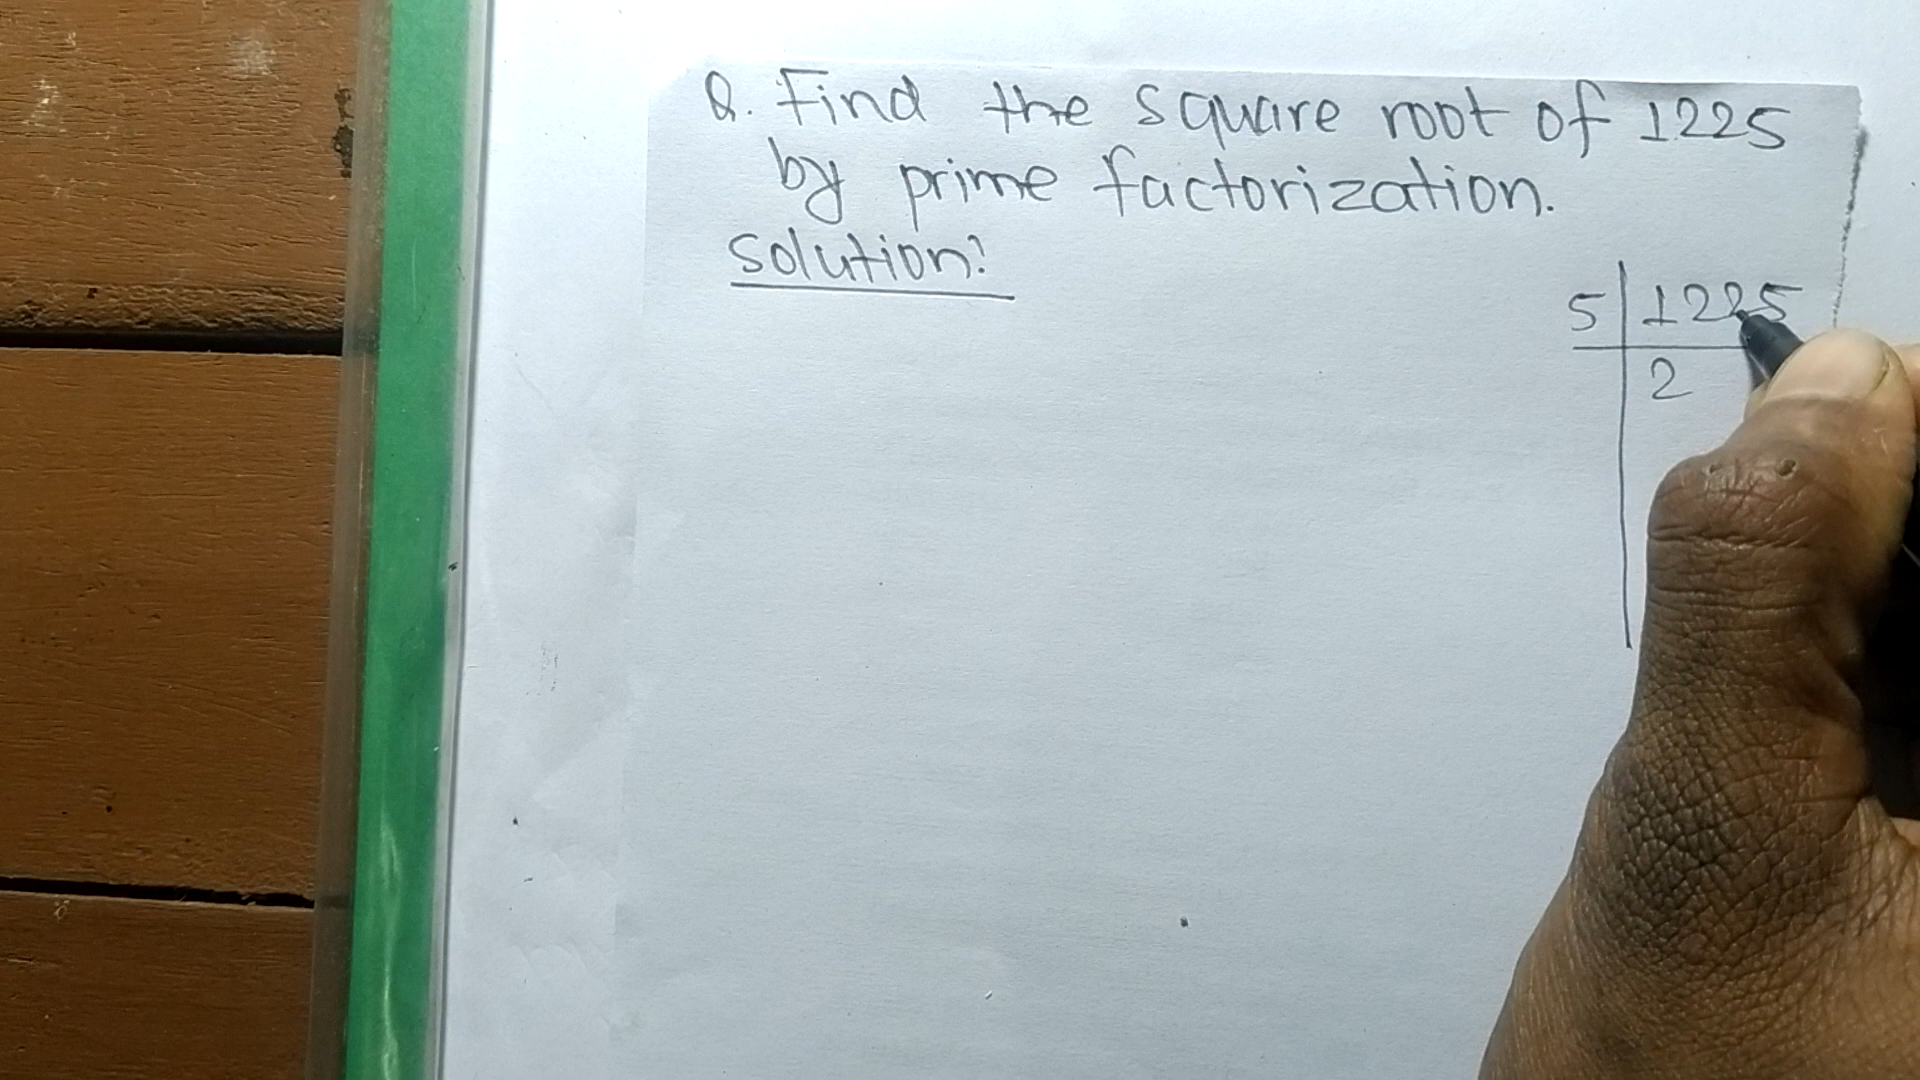 Q. Find the square root of 1225
by prime factorization.
Solution:
5 | 1225
2